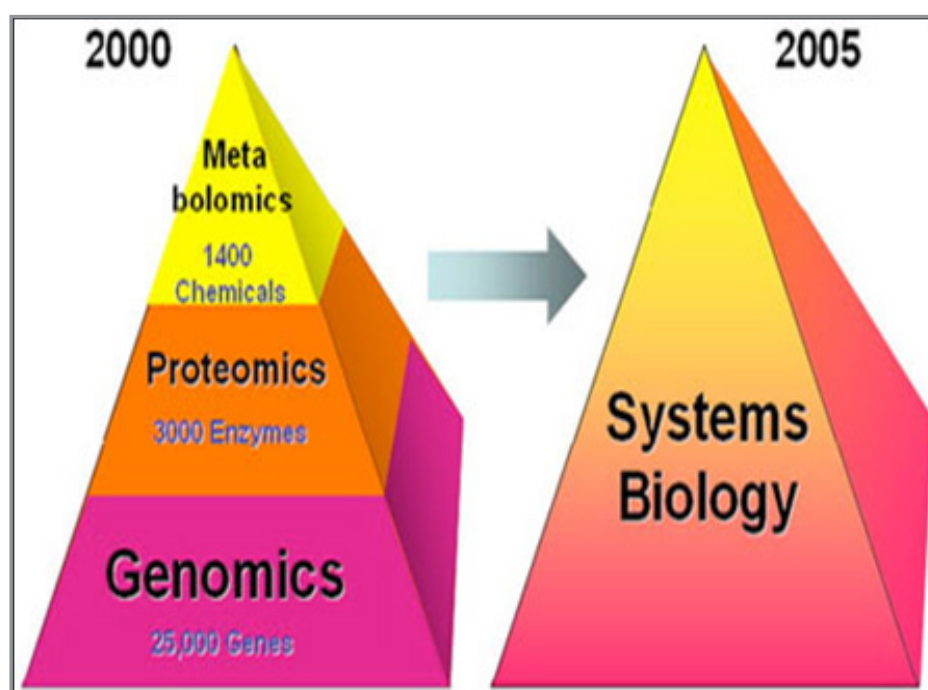 2000
Meta
bolomics
1400
Chemicals
Proteomics
3000 Enzymes
Genomics
25,000 Genes
2005
Systems
Biology